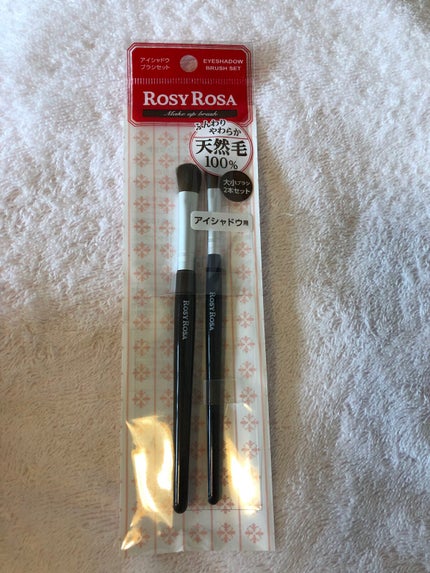 アイシャドウ
ブラシセット
EYESHADOW
BRUSH SET
ROSY ROSA
Make up brush
ふんわり
やわらか
天然毛
100%
大小ブラシ
2本セット
アイシャドウ用
ROSY ROSA
ROSY ROSA